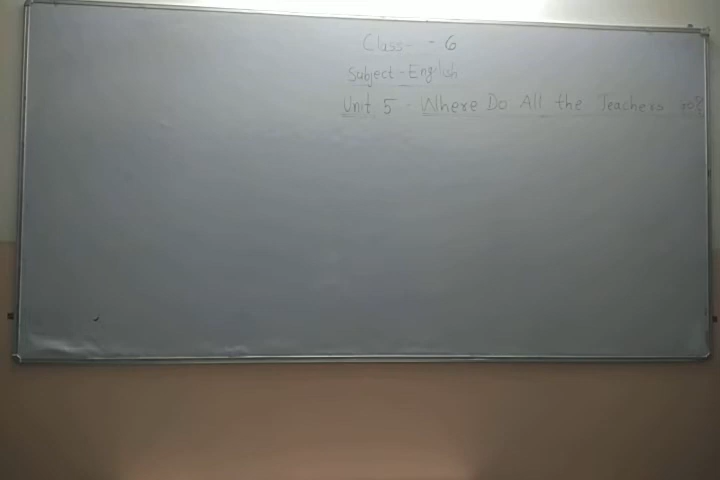 Class - - 6
Subject - English
Unit 5 - Where Do All the Teachers Go?